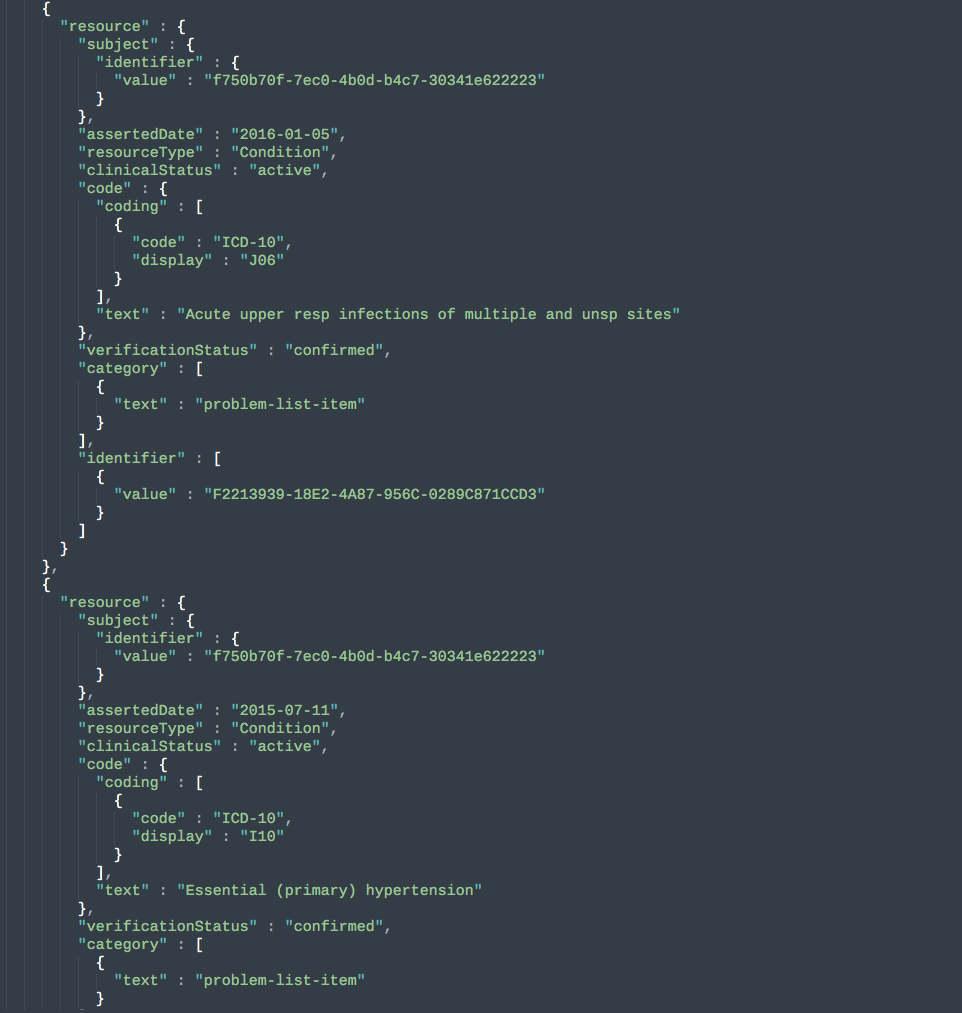 {
"resource" : {
"subject" : {
"identifier" : {
"value" : "f750b70f-7ec0-4b0d-b4c7-30341e622223"
}
},
"assertedDate" : "2016-01-05",
"resourceType" : "Condition",
"clinicalStatus" : "active",
"code" : {
"coding" : [
{
"code" : "ICD-10",
"display" : "J06"
}
],
"text" : "Acute upper resp infections of multiple and unsp sites"
},
"verificationStatus" : "confirmed",
"category" : [
{
"text" : "problem-list-item"
}
],
"identifier" : [
{
"value" : "F2213939-18E2-4A87-956C-0289C871CCD3"
}
]
}
},
{
"resource" : {
"subject" : {
"identifier" : {
"value" : "f750b70f-7ec0-4b0d-b4c7-30341e622223"
}
},
"assertedDate" : "2015-07-11",
"resourceType" : "Condition",
"clinicalStatus" : "active",
"code" : {
"coding" : [
{
"code" : "ICD-10",
"display" : "I10"
}
],
"text" : "Essential (primary) hypertension"
},
"verificationStatus" : "confirmed",
"category" : [
{
"text" : "problem-list-item"
}